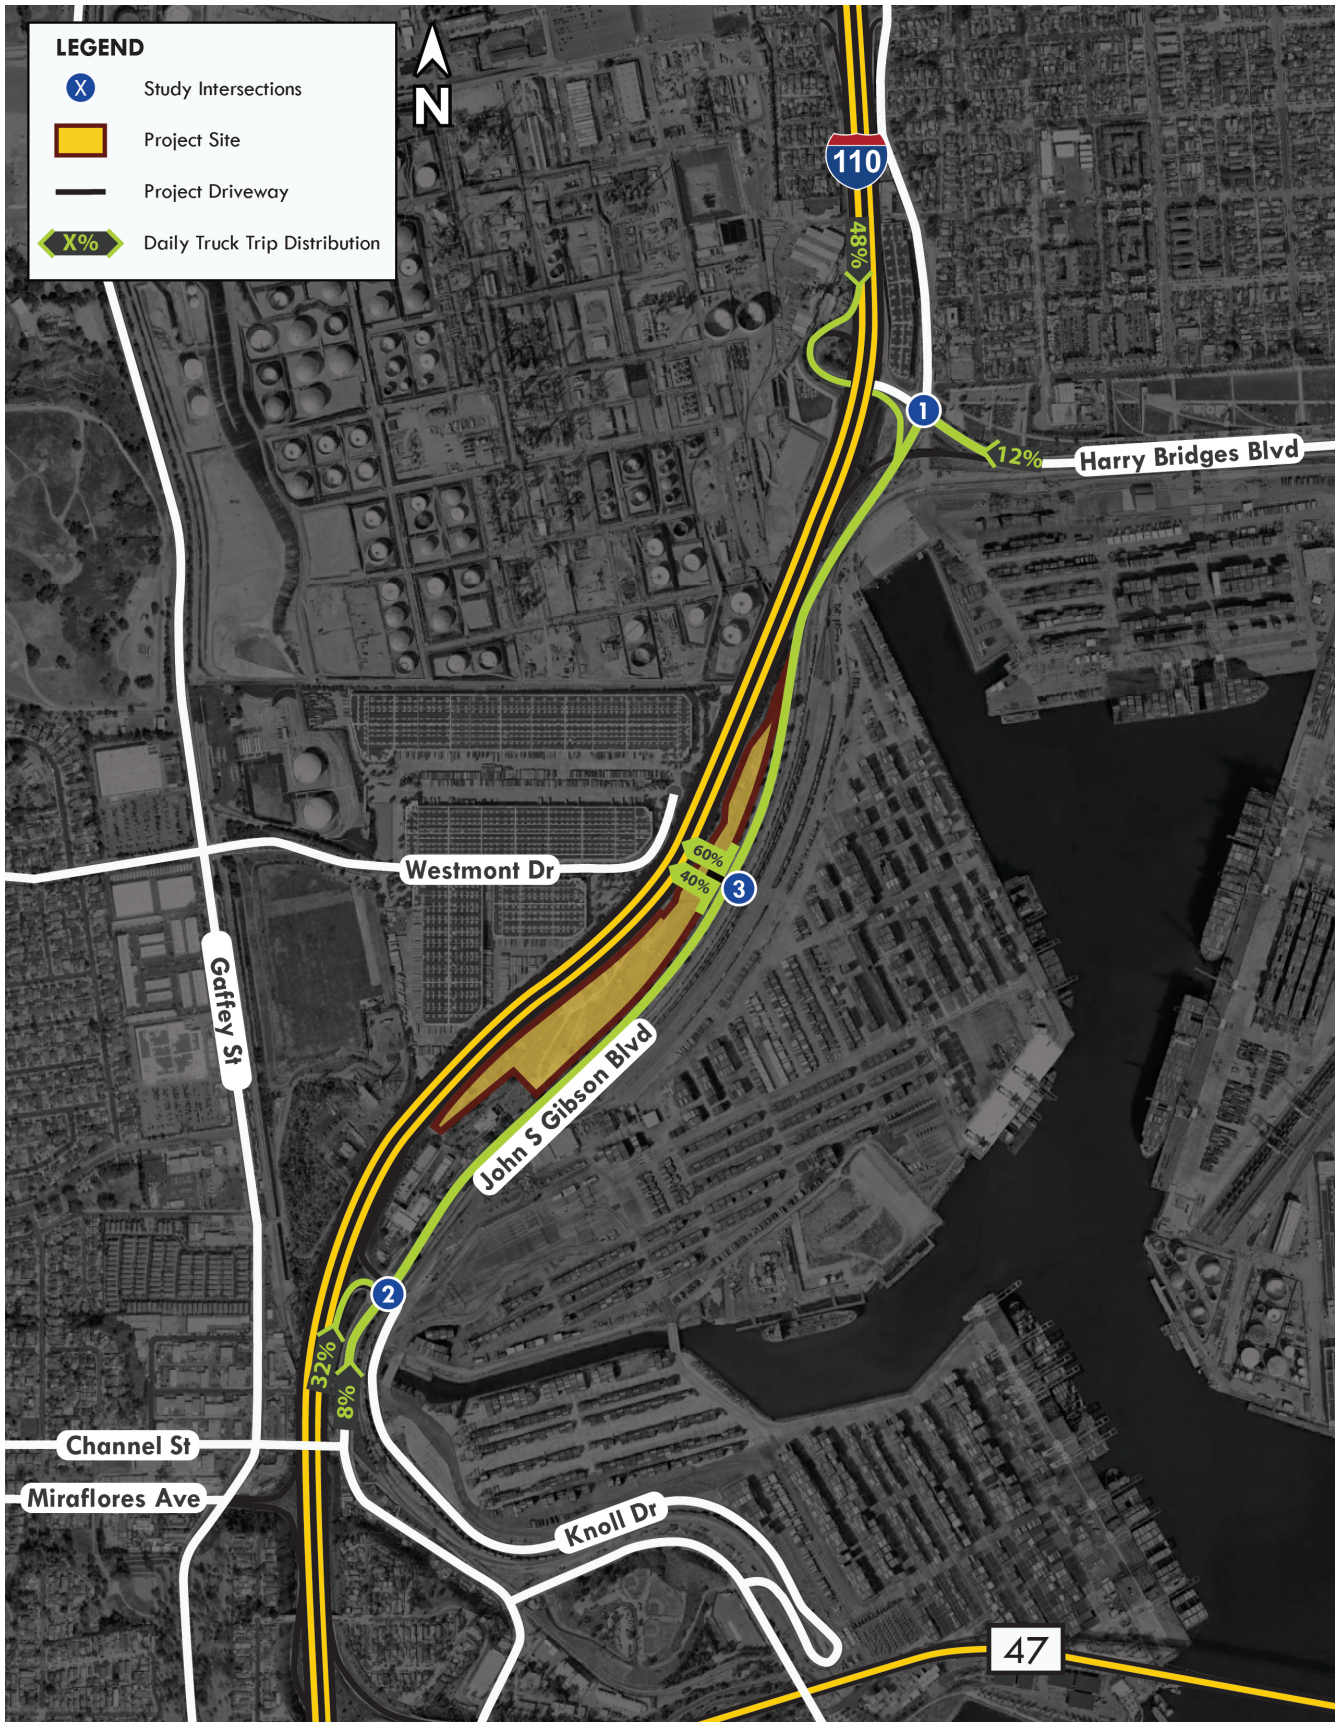 LEGEND
X Study Intersections
Project Site
Project Driveway
X% Daily Truck Trip Distribution
N
110
48%
1
12%
Harry Bridges Blvd
Westmont Dr
60%
40%
3
Gaffey St
John S Gibson Blvd
2
32%
8%
Channel St
Miraflores Ave
Knoll Dr
47